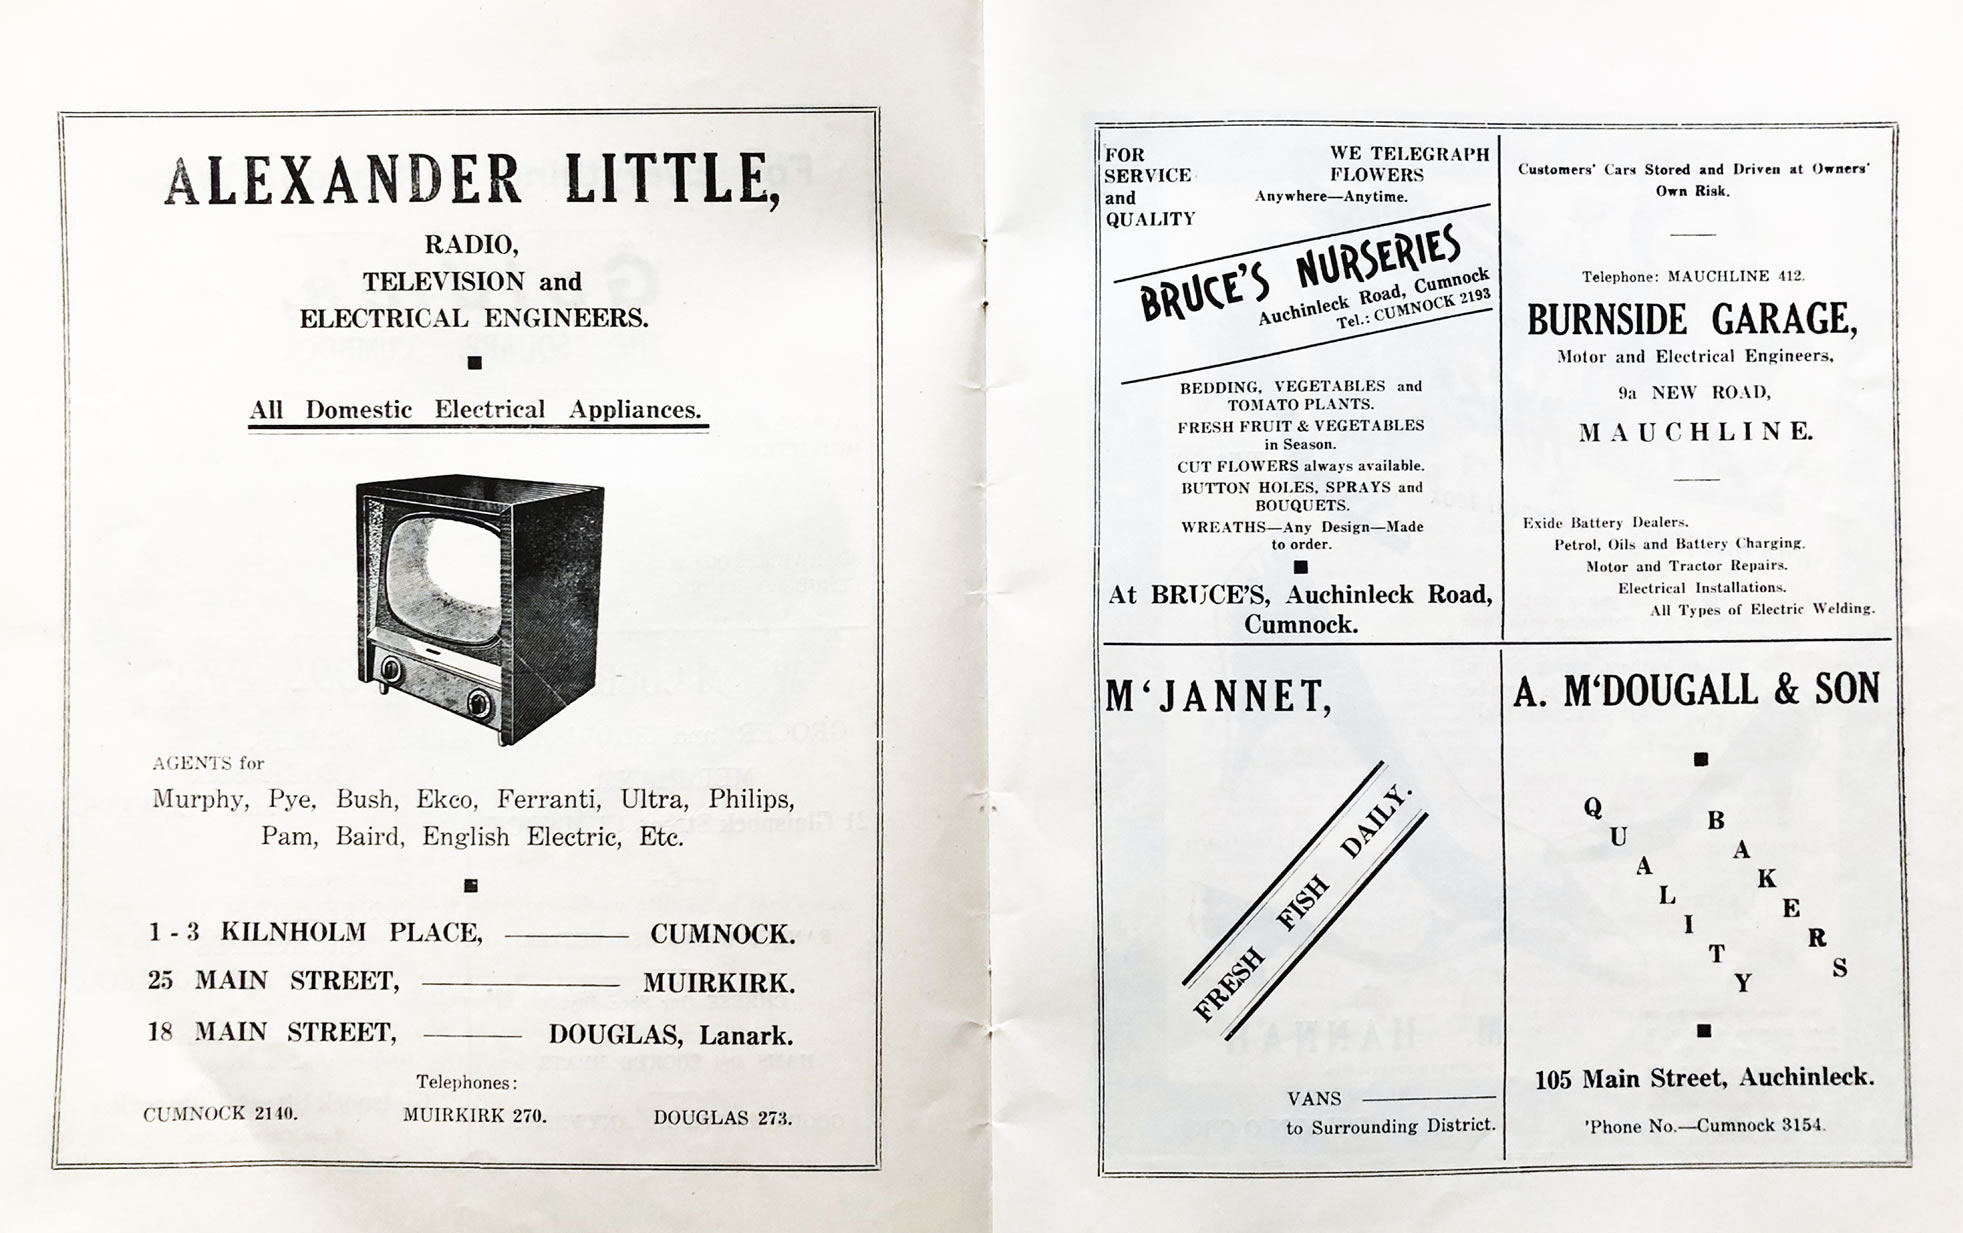 ALEXANDER LITTLE,
RADIO,
TELEVISION and
ELECTRICAL ENGINEERS.
All Domestic Electrical Appliances.
AGENTS for
Murphy, Pye, Bush, Ekco, Ferranti, Ultra, Philips,
Pam, Baird, English Electric, Etc.
1 - 3 KILNHOLM PLACE, CUMNOCK.
25 MAIN STREET, MUIRKIRK.
18 MAIN STREET, DOUGLAS, Lanark.
Telephones:
CUMNOCK 2140. MUIRKIRK 270. DOUGLAS 273.
FOR
SERVICE
and
QUALITY
WE TELEGRAPH
FLOWERS
Anywhere—Anytime.
BRUCE'S NURSERIES
Auchinleck Road, Cumnock
Tel.: CUMNOCK 2193
BEDDING, VEGETABLES and
TOMATO PLANTS.
FRESH FRUIT & VEGETABLES
in Season.
CUT FLOWERS always available.
BUTTON HOLES, SPRAYS and
BOUQUETS.
WREATHS—Any Design—Made
to order.
At BRUCE'S, Auchinleck Road,
Cumnock.
Customers' Cars Stored and Driven at Owners'
Own Risk.
Telephone: MAUCHLINE 412.
BURNSIDE GARAGE,
Motor and Electrical Engineers,
9a NEW ROAD,
MAUCHLINE.
Exide Battery Dealers.
Petrol, Oils and Battery Charging.
Motor and Tractor Repairs.
Electrical Installations.
All Types of Electric Welding.
M‘JANNET,
FRESH FISH DAILY.
VANS
to Surrounding District.
A. M‘DOUGALL & SON
QUALITY
BAKERS
105 Main Street, Auchinleck.
'Phone No.—Cumnock 3154.